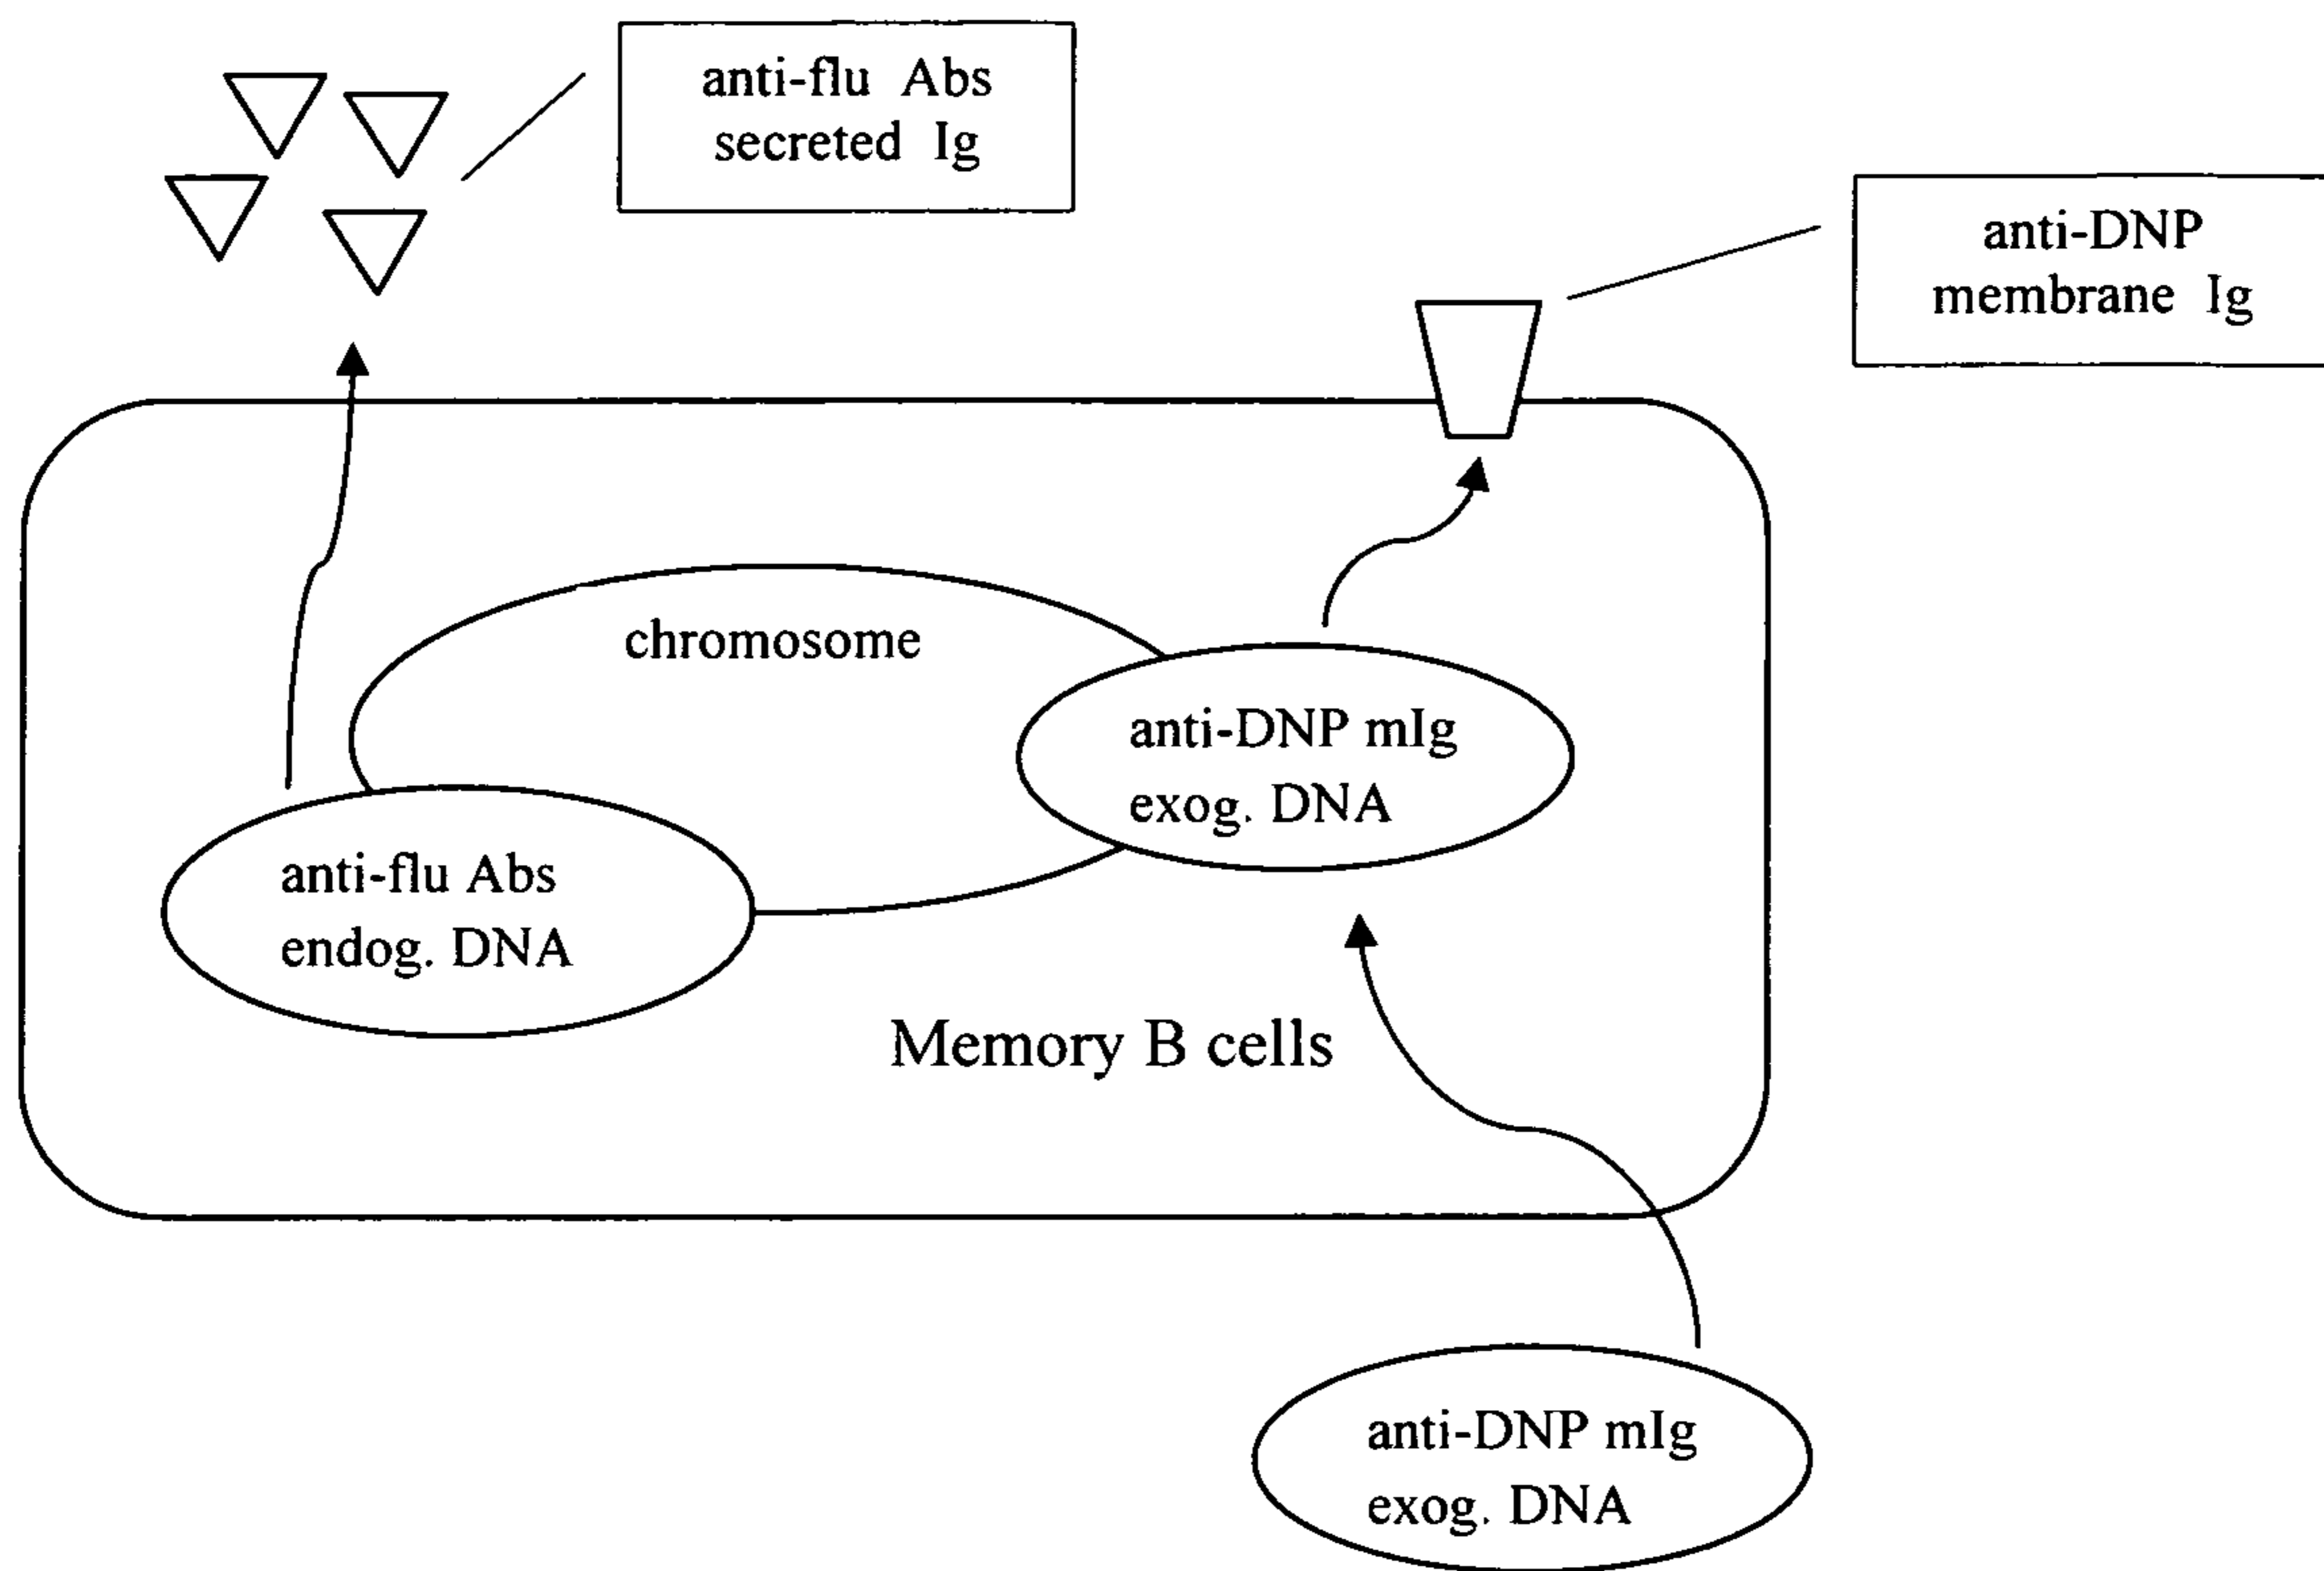 anti-flu Abs
secreted Ig
anti-DNP
membrane Ig
chromosome
anti-DNP mIg
exog. DNA
anti-flu Abs
endog. DNA
Memory B cells
anti-DNP mIg
exog. DNA